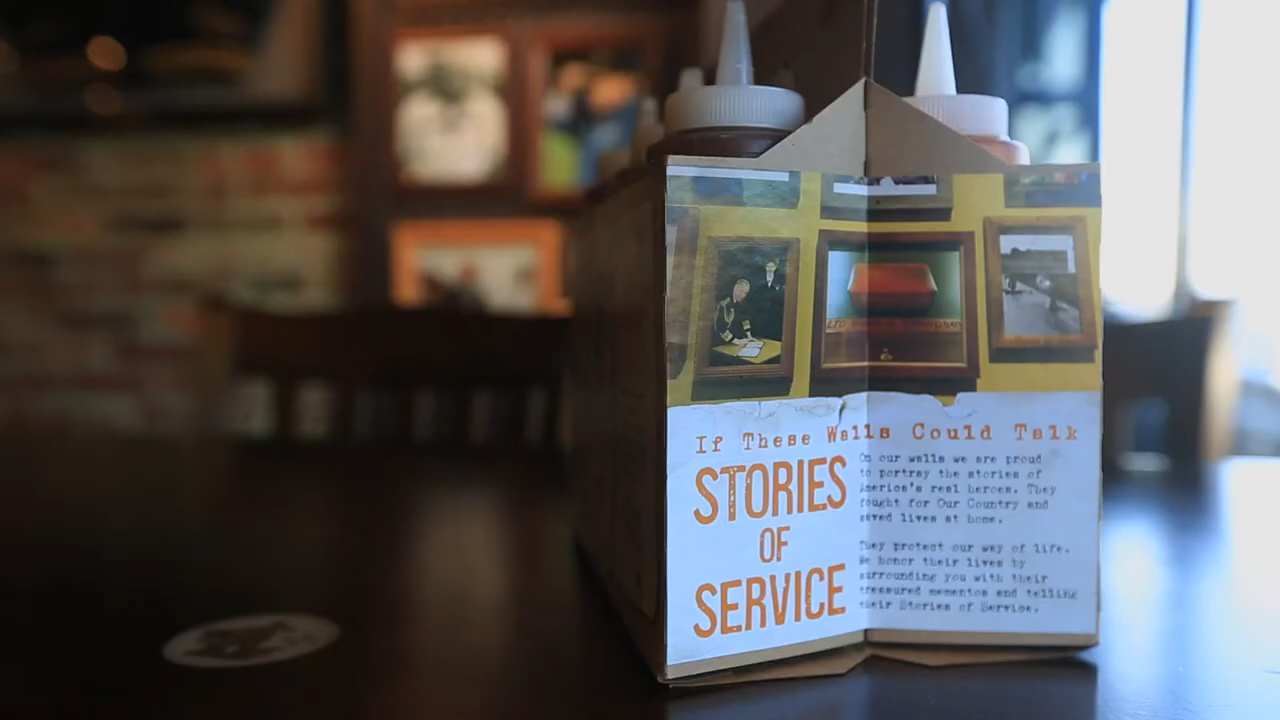 If These Walls Could Talk
STORIES
OF
SERVICE
On our walls we are proud
to portray the stories of
America's real heroes. They
fought for Our Country and
saved lives at home.
They protect our way of life.
We honor their lives by
surrounding you with their
treasured mementos and telling
their Stories of Service.